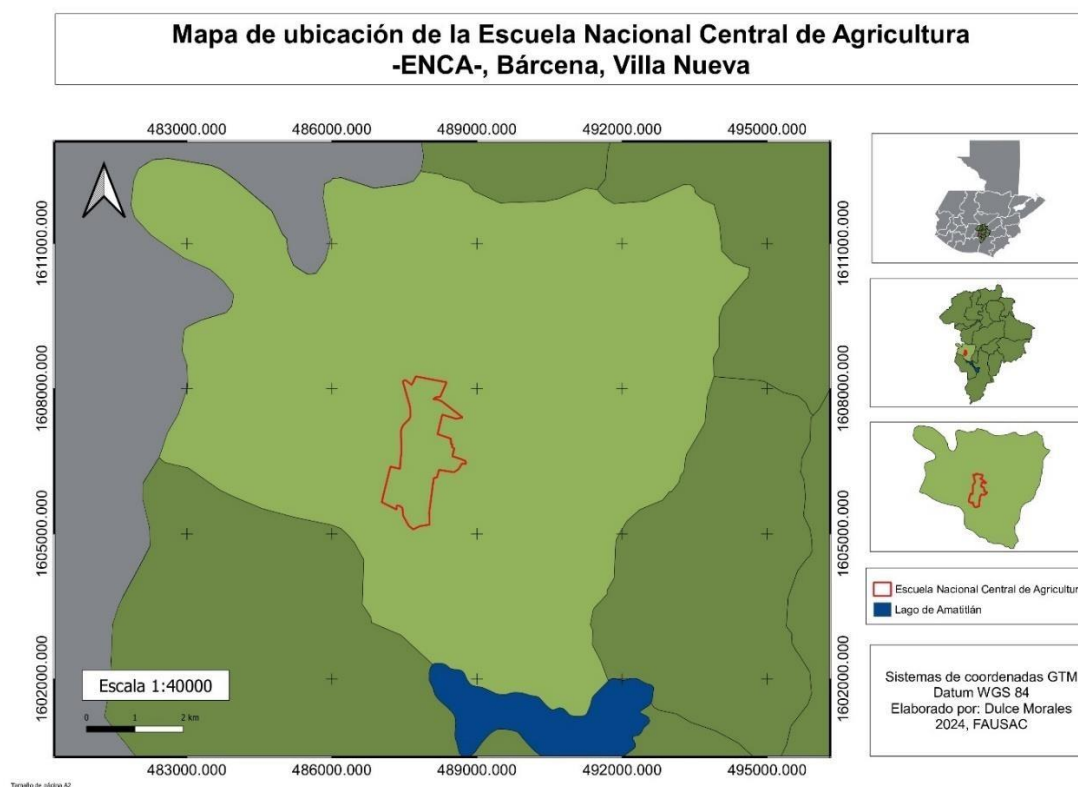 Mapa de ubicación de la Escuela Nacional Central de Agricultura
-ENCA-, Bárcena, Villa Nueva
483000.000 486000.000 489000.000 492000.000 495000.000
1611000.000 1611000.000
1608000.000 1608000.000
1605000.000 1605000.000
1602000.000 1602000.000
Escuela Nacional Central de Agricultur
Lago de Amatitlán
Escala 1:40000
0 1 2 km
Sistemas de coordenadas GTM
Datum WGS 84
Elaborado por: Dulce Morales
2024, FAUSAC
483000.000 486000.000 489000.000 492000.000 495000.000
Tamaño de página A2